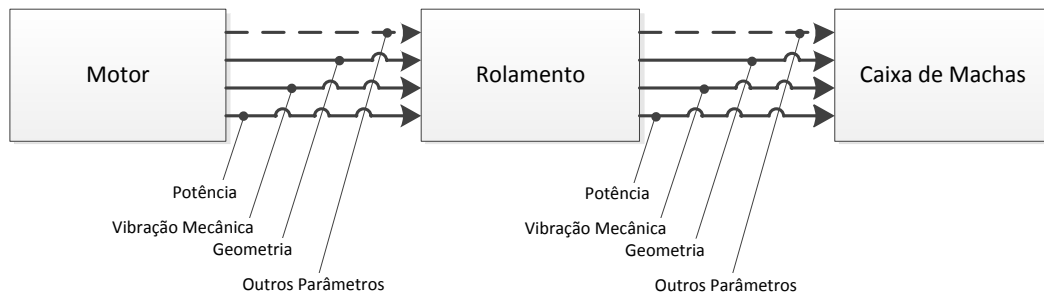 Motor
Rolamento
Caixa de Machas
Potência
Vibração Mecânica
Geometria
Outros Parâmetros
Potência
Vibração Mecânica
Geometria
Outros Parâmetros